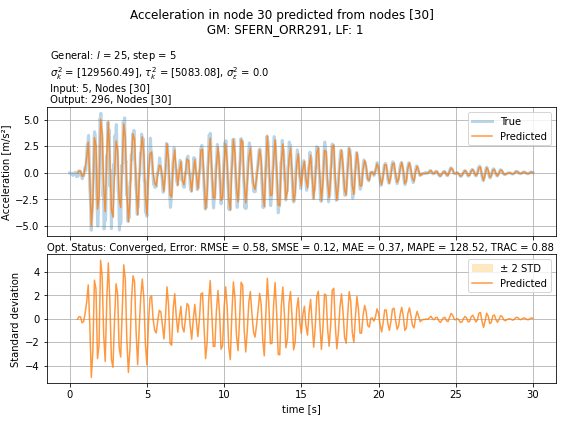 Acceleration in node 30 predicted from nodes [30]
GM: SFERN_ORR291, LF: 1
General: l = 25, step = 5
σ²ₖ = [129560.49], τ²ₖ = [5083.08], σ²ε = 0.0
Input: 5, Nodes [30]
Output: 296, Nodes [30]
Acceleration [m/s²]
5.0
2.5
0.0
−2.5
−5.0
True
Predicted
Opt. Status: Converged, Error: RMSE = 0.58, SMSE = 0.12, MAE = 0.37, MAPE = 128.52, TRAC = 0.88
Standard deviation
4
2
0
−2
−4
± 2 STD
Predicted
0 5 10 15 20 25 30
time [s]